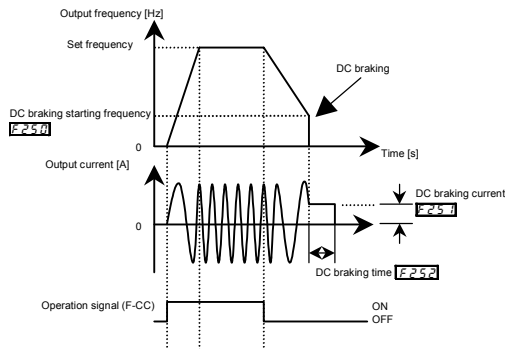 Output frequency [Hz]
Set frequency
DC braking
DC braking starting frequency
F250
0
Time [s]
Output current [A]
DC braking current
F251
0
DC braking time F252
Operation signal (F-CC)
ON
OFF